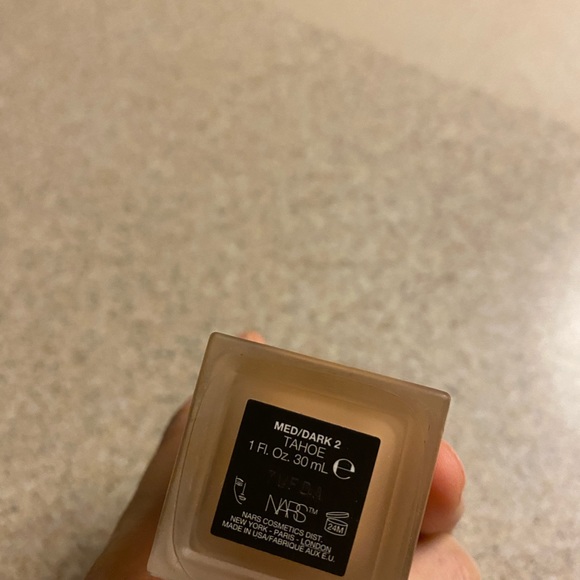 MED/DARK 2
TAHOE
1 Fl. Oz. 30 mL e
NARS™
24M
NARS COSMETICS DIST.
NEW YORK - PARIS - LONDON
MADE IN USA/FABRIQUÉ AUX É.U.